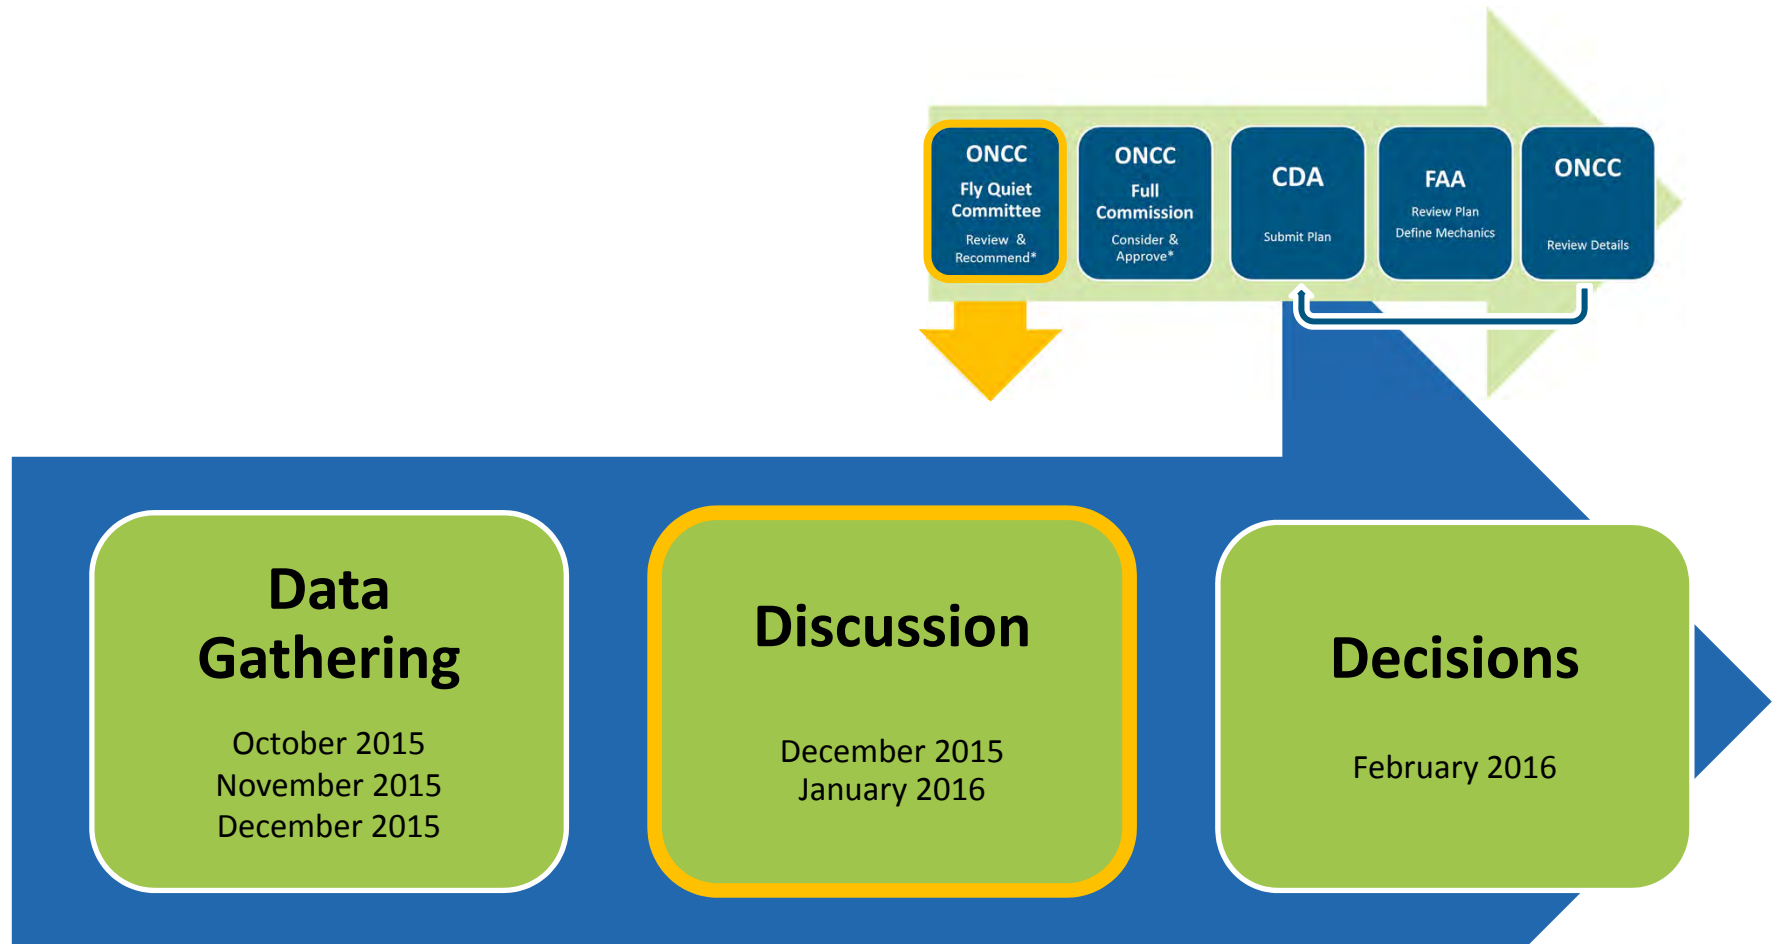 ONCC
Fly Quiet
Committee
Review & 
Recommend*
ONCC
Full
Commission
Consider &
Approve*
CDA
Submit Plan
FAA
Review Plan
Define Mechanics
ONCC
Review Details
Data
Gathering
October 2015
November 2015
December 2015
Discussion
December 2015
January 2016
Decisions
February 2016